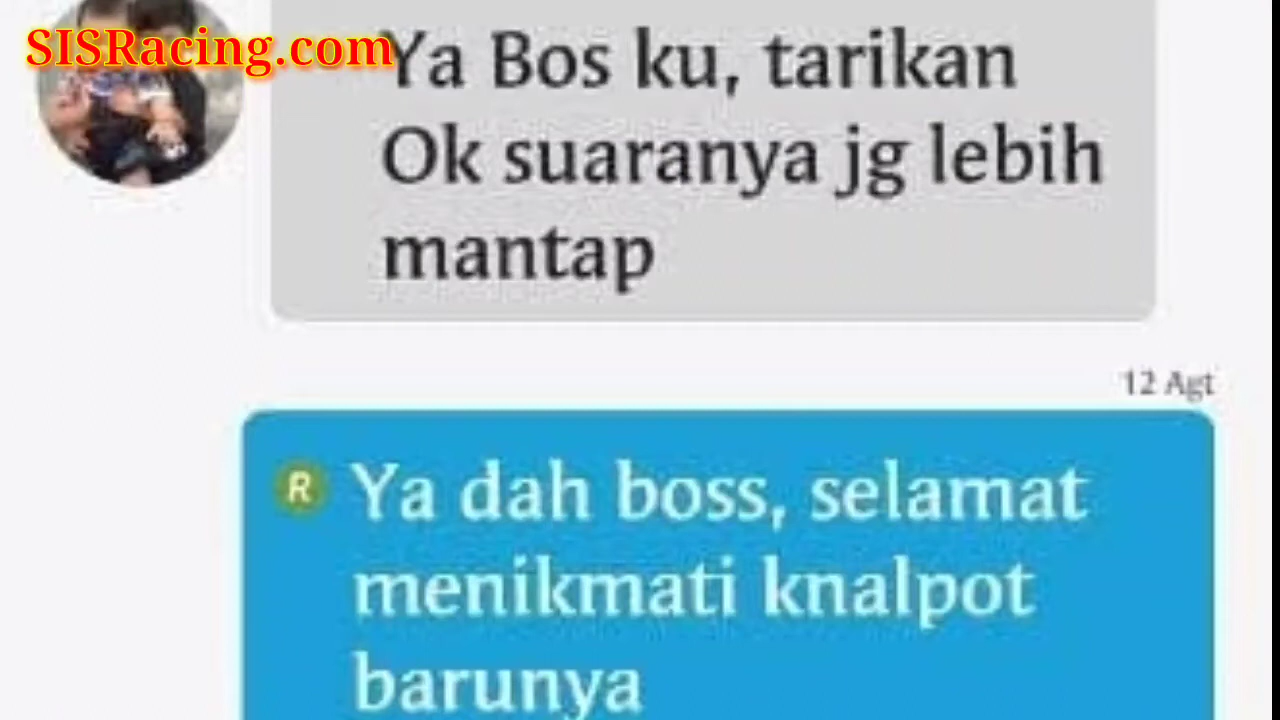 SISRacing.com
Ya Bos ku, tarikan
Ok suaranya jg lebih
mantap
12 Agt
R
Ya dah boss, selamat
menikmati knalpot
barunya